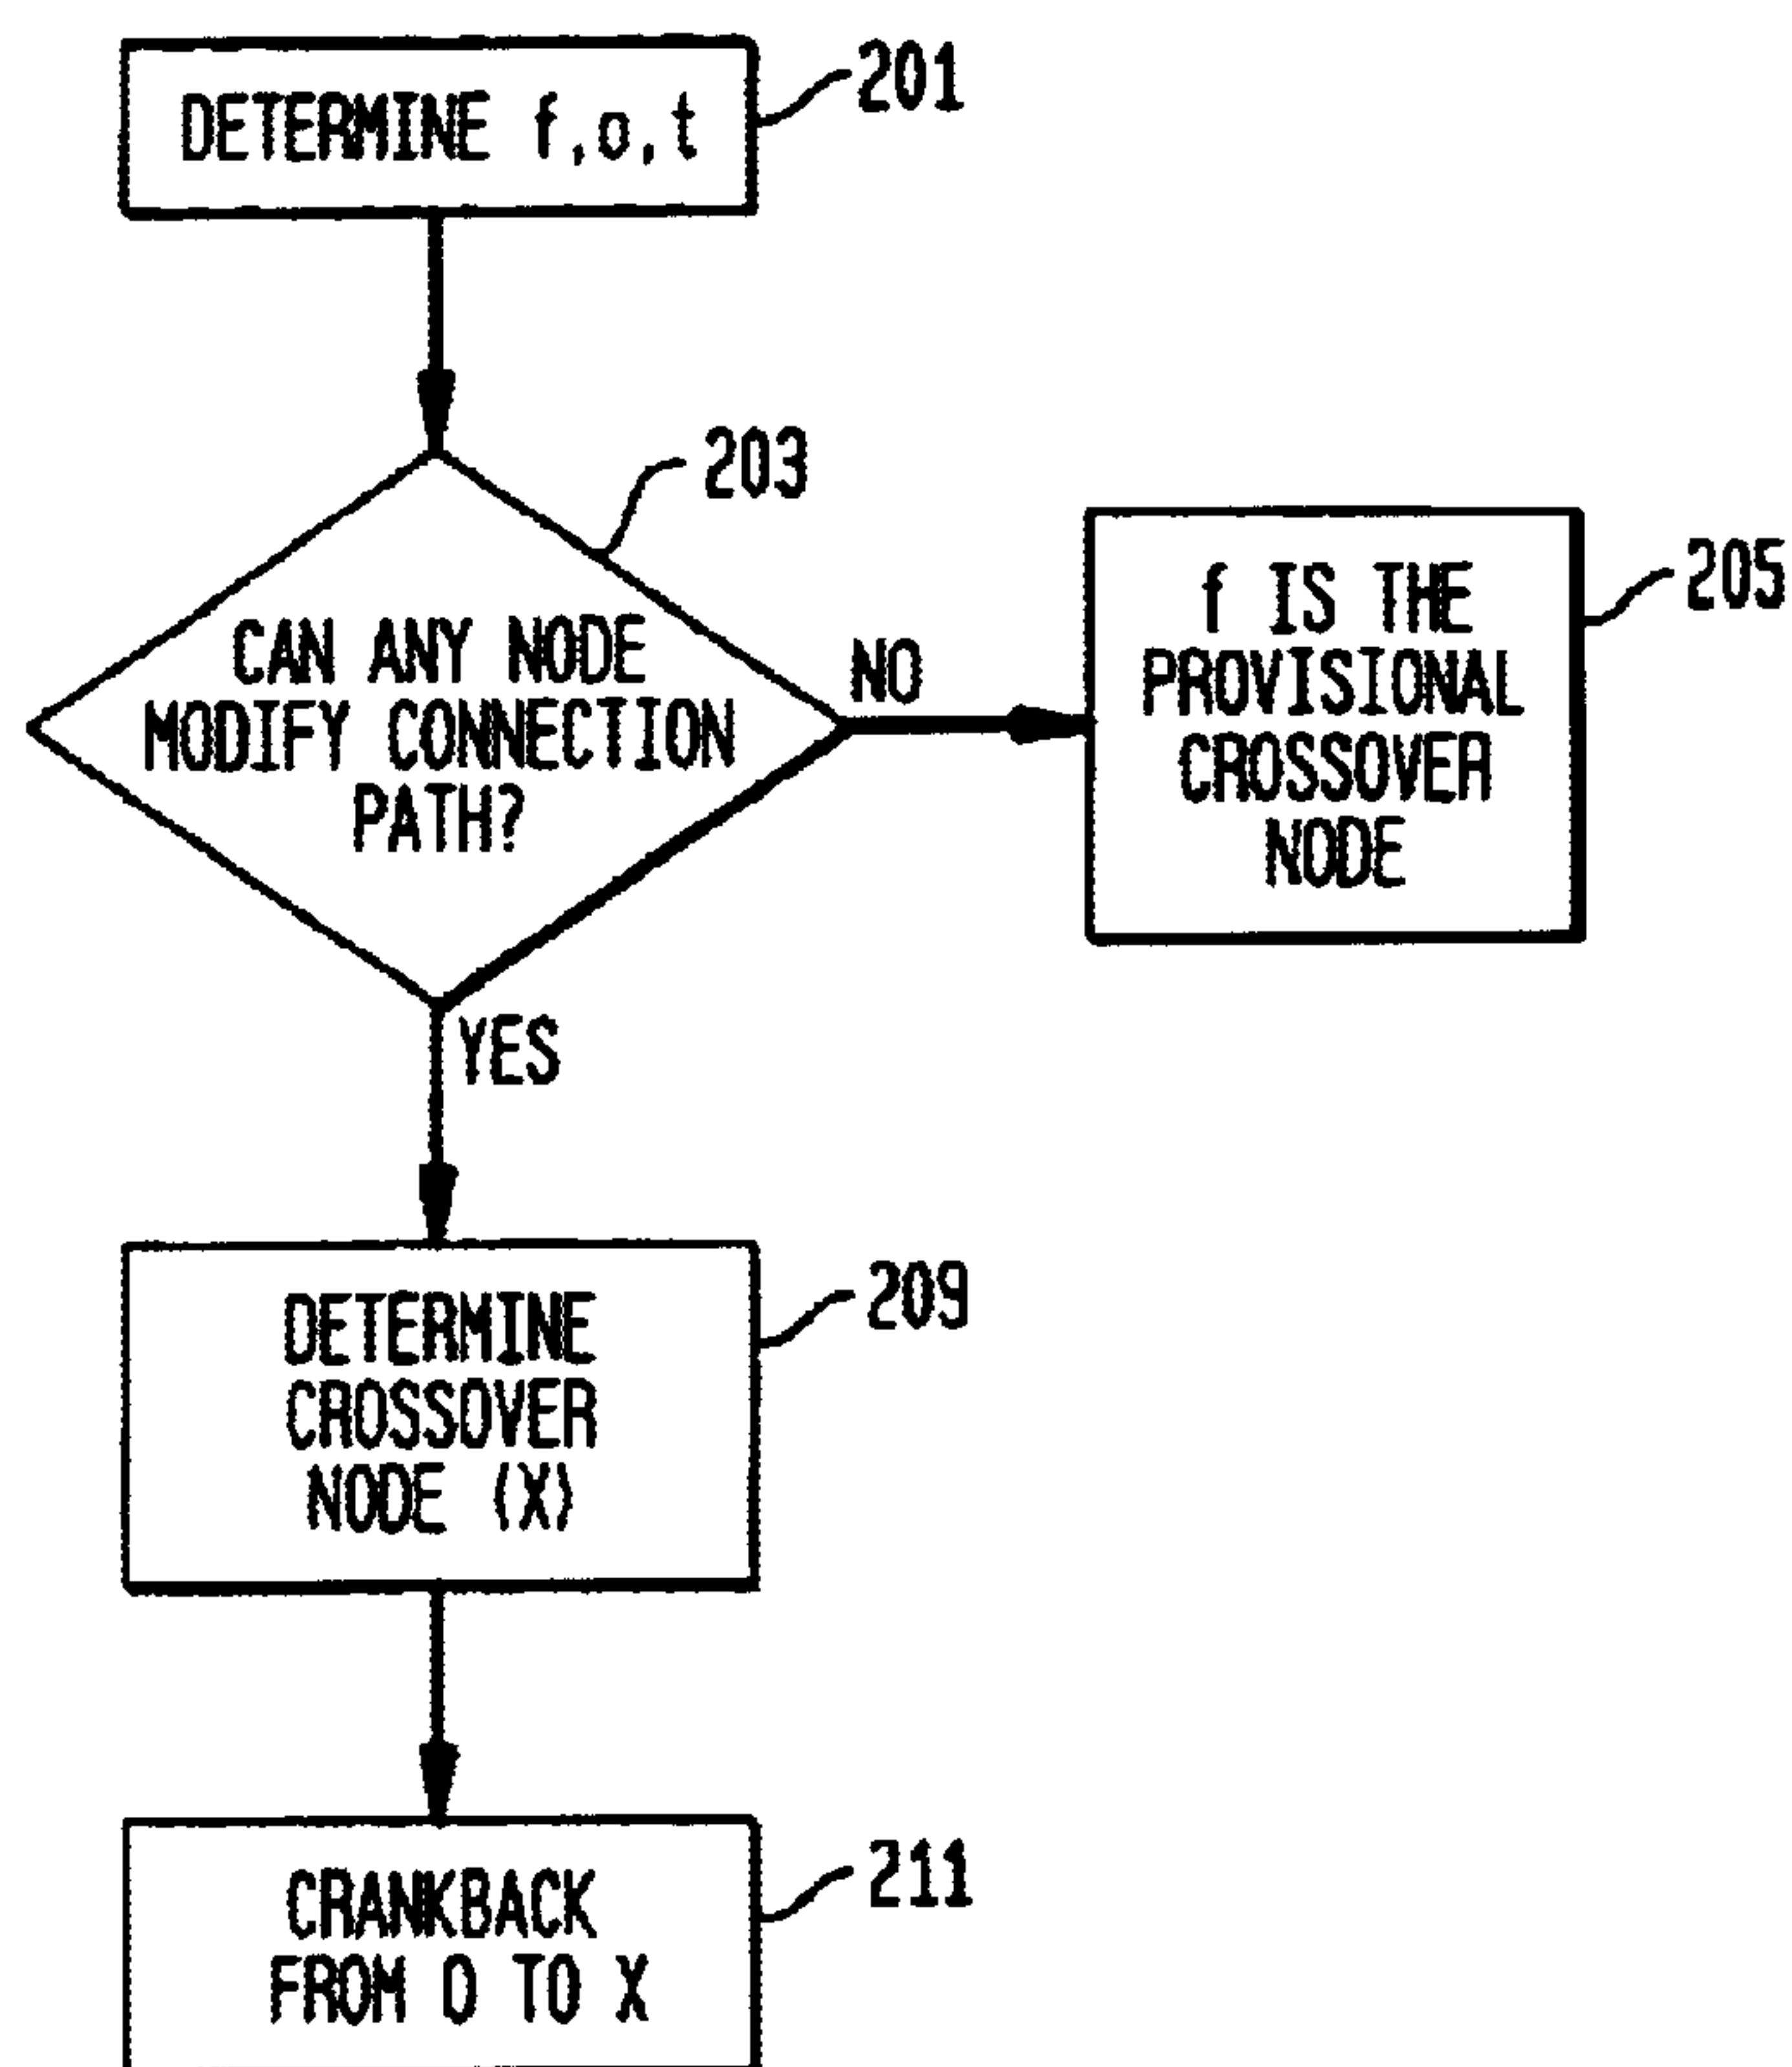 DETERMINE f,o,t
201
203
CAN ANY NODE
MODIFY CONNECTION
PATH?
NO
f IS THE
PROVISIONAL
CROSSOVER
NODE
205
YES
DETERMINE
CROSSOVER
NODE (X)
209
CRANKBACK
FROM O TO X
211